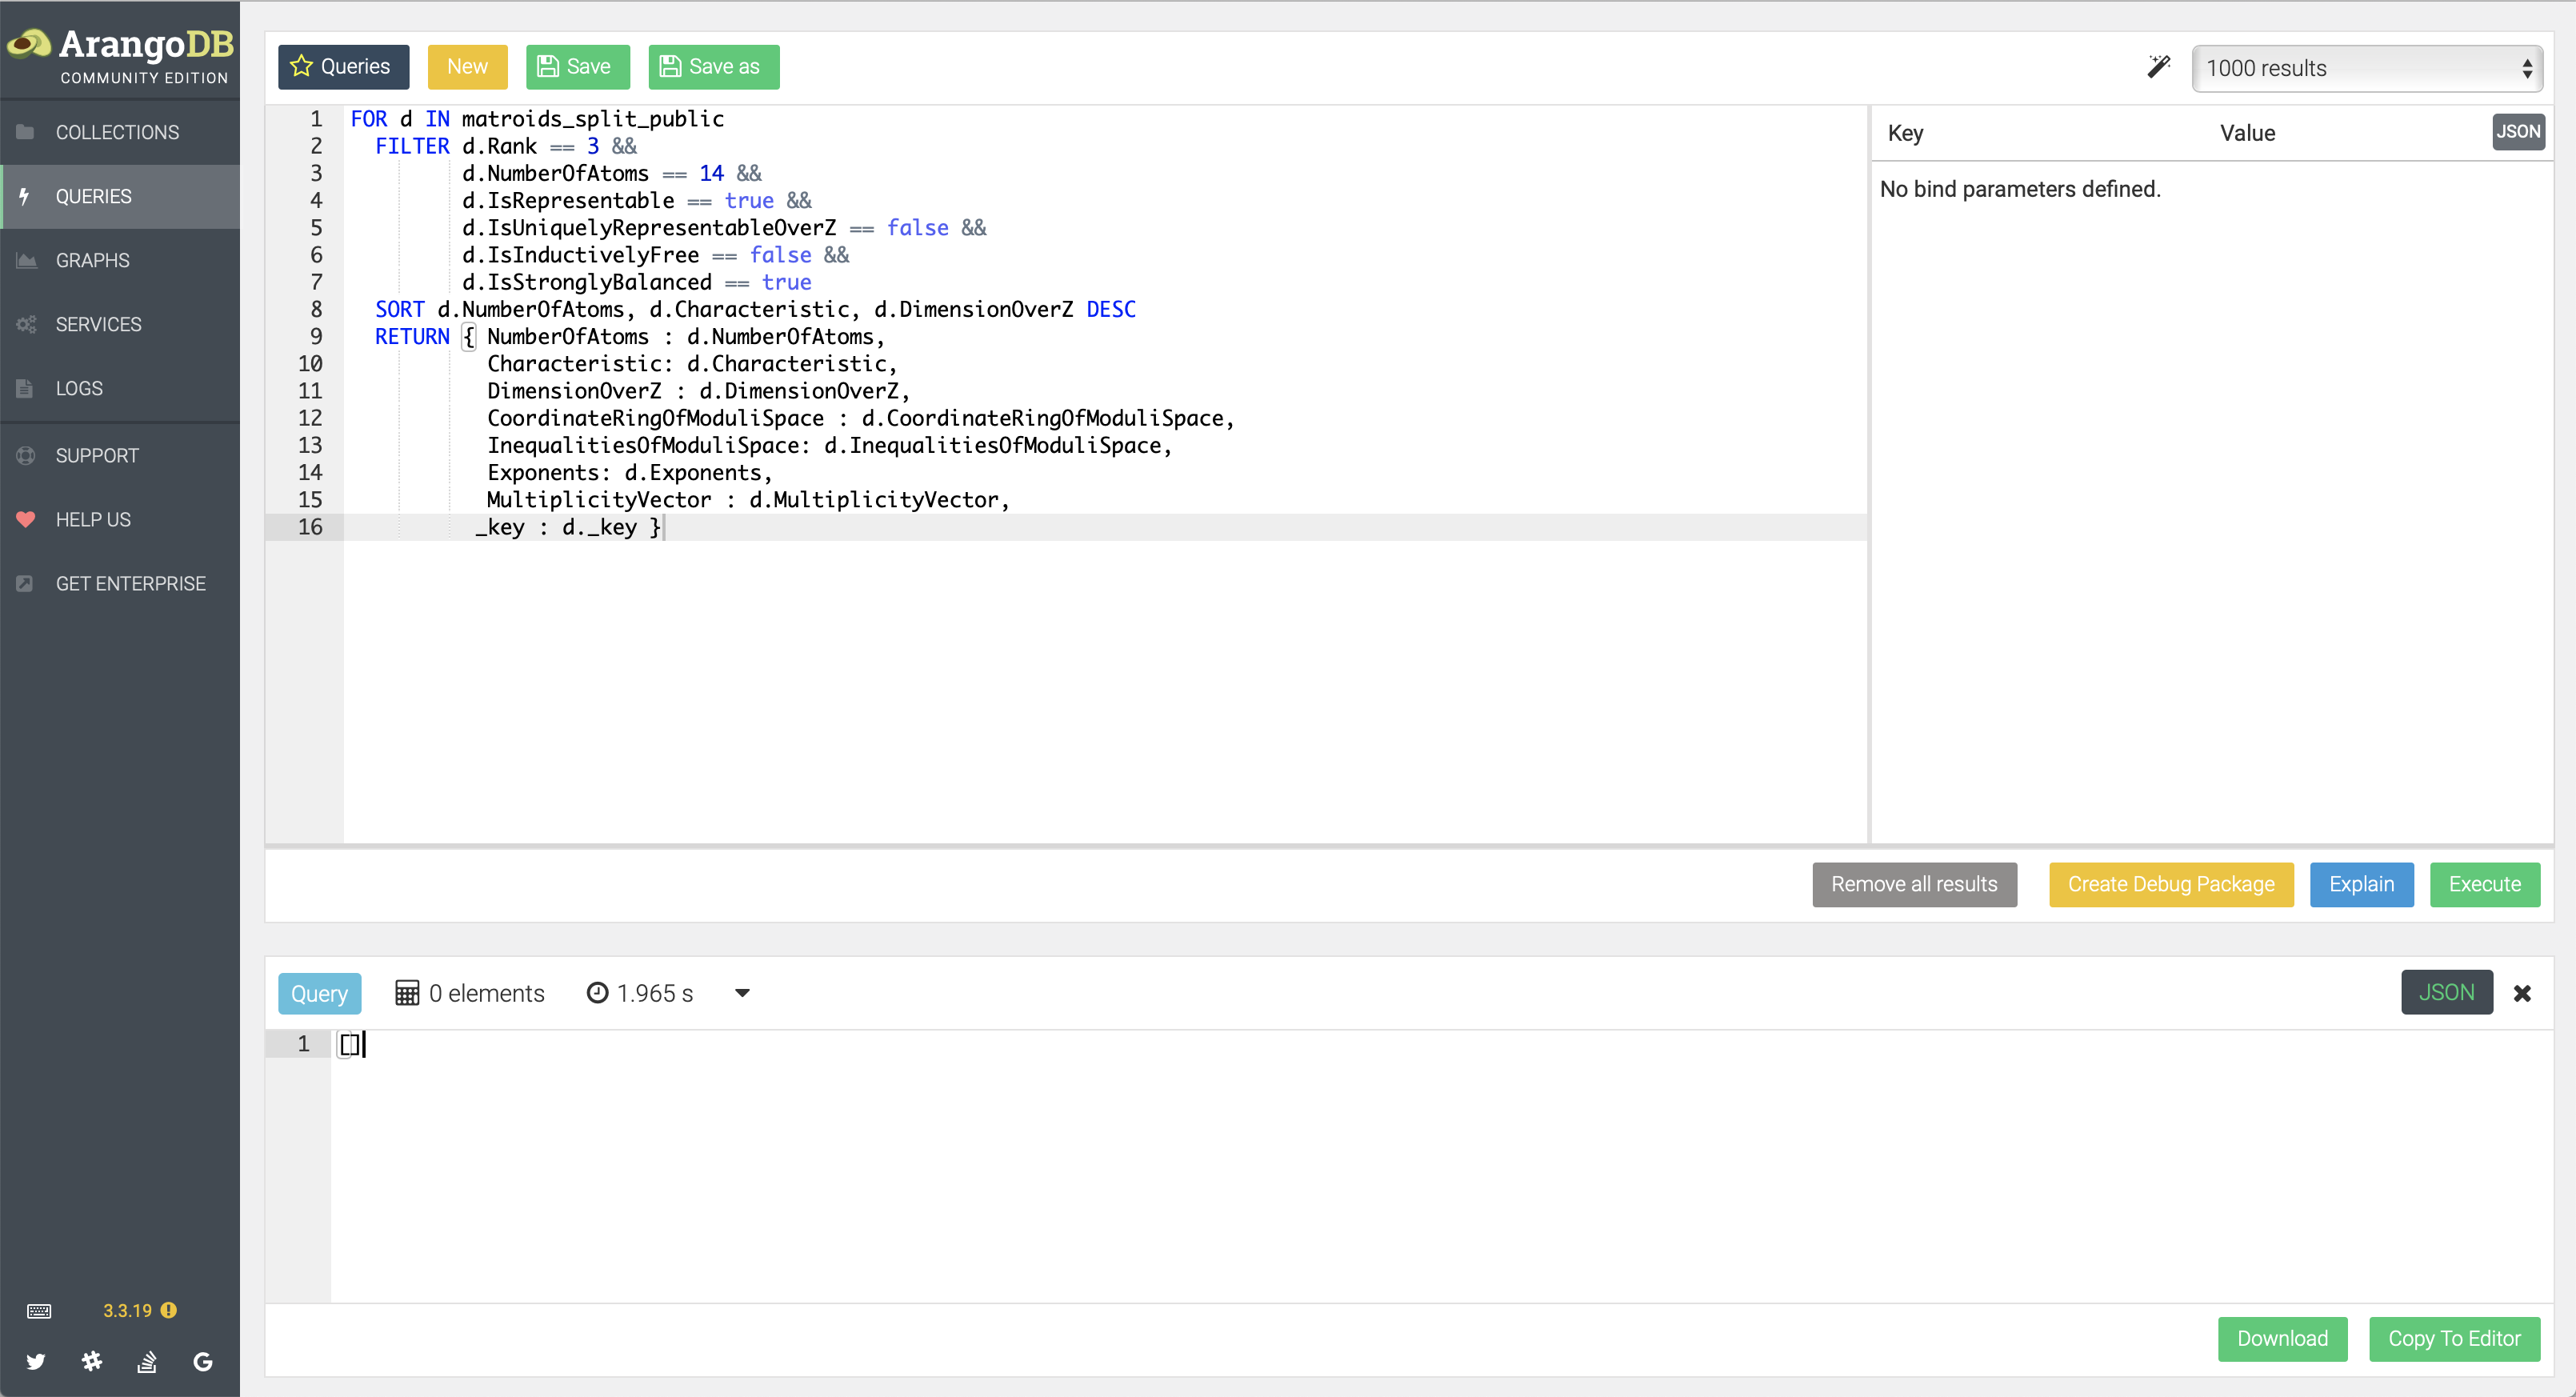 ArangoDB
COMMUNITY EDITION
COLLECTIONS
QUERIES
GRAPHS
SERVICES
LOGS
SUPPORT
HELP US
GET ENTERPRISE
3.3.19
Queries New Save Save as 1000 results
1 FOR d IN matroids_split_public
2 FILTER d.Rank == 3 &&
3 d.NumberOfAtoms == 14 &&
4 d.IsRepresentable == true &&
5 d.IsUniquelyRepresentableOverZ == false &&
6 d.IsInductivelyFree == false &&
7 d.IsStronglyBalanced == true
8 SORT d.NumberOfAtoms, d.Characteristic, d.DimensionOverZ DESC
9 RETURN { NumberOfAtoms : d.NumberOfAtoms,
10 Characteristic: d.Characteristic,
11 DimensionOverZ : d.DimensionOverZ,
12 CoordinateRingOfModuliSpace : d.CoordinateRingOfModuliSpace,
13 InequalitiesOfModuliSpace: d.InequalitiesOfModuliSpace,
14 Exponents: d.Exponents,
15 MultiplicityVector : d.MultiplicityVector,
16 _key : d._key }
Key Value JSON
No bind parameters defined.
Remove all results Create Debug Package Explain Execute
Query 0 elements 1.965 s JSON
1 []
Download Copy To Editor